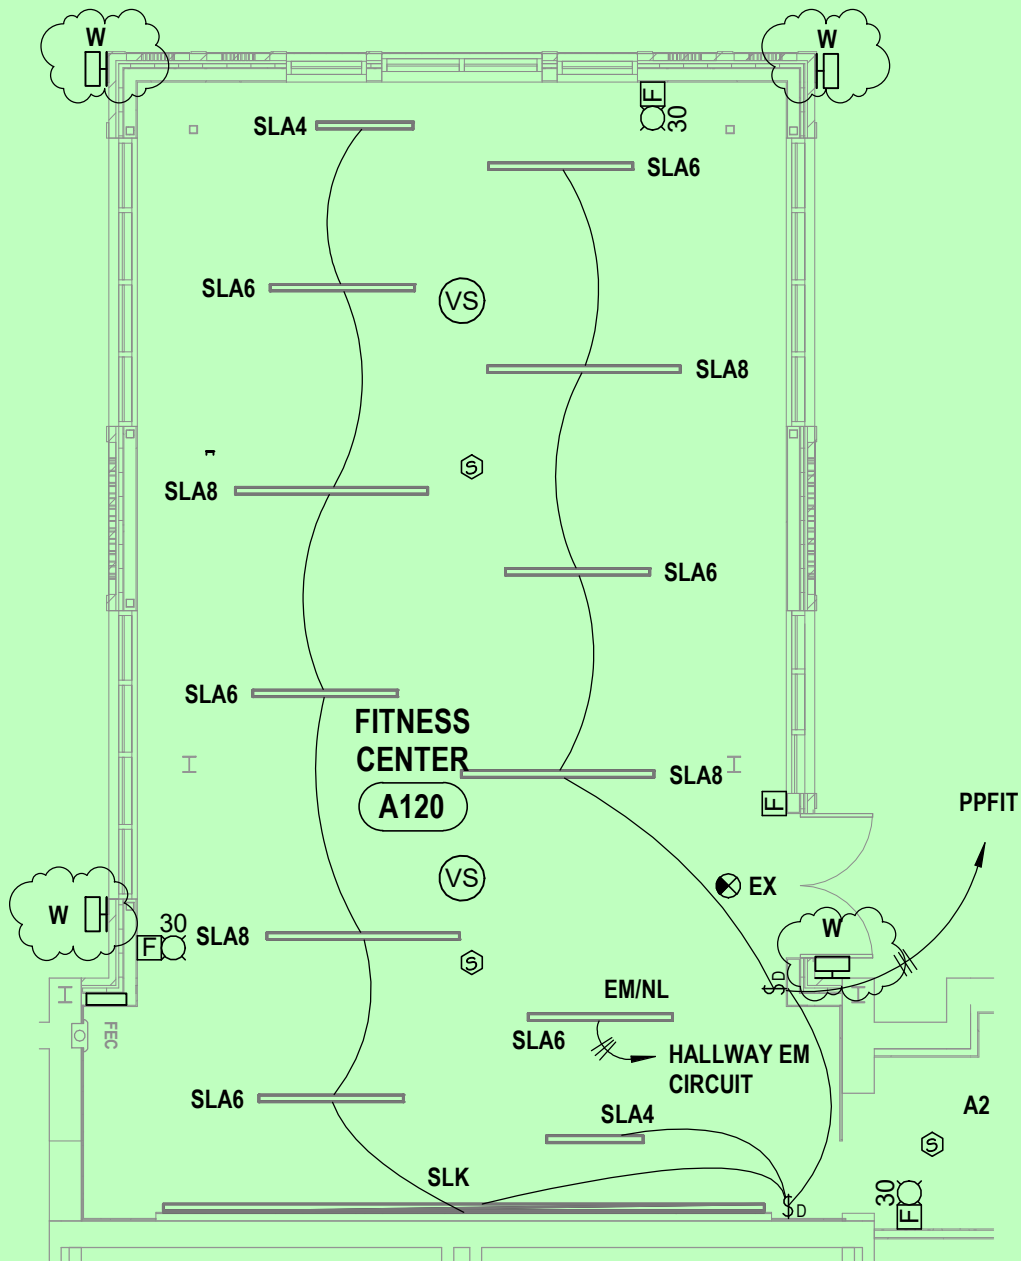 W
W
SLA4
F
30
SLA6
SLA6
VS
SLA8
S
SLA8
SLA6
SLA6
FITNESS
CENTER
SLA8
A120
F
PPFIT
VS
EX
W
30
F
SLA8
W
S
$D
EM/NL
SLA6
FEC
HALLWAY EM
CIRCUIT
SLA6
SLA4
A2
S
SLK
30
F
$D